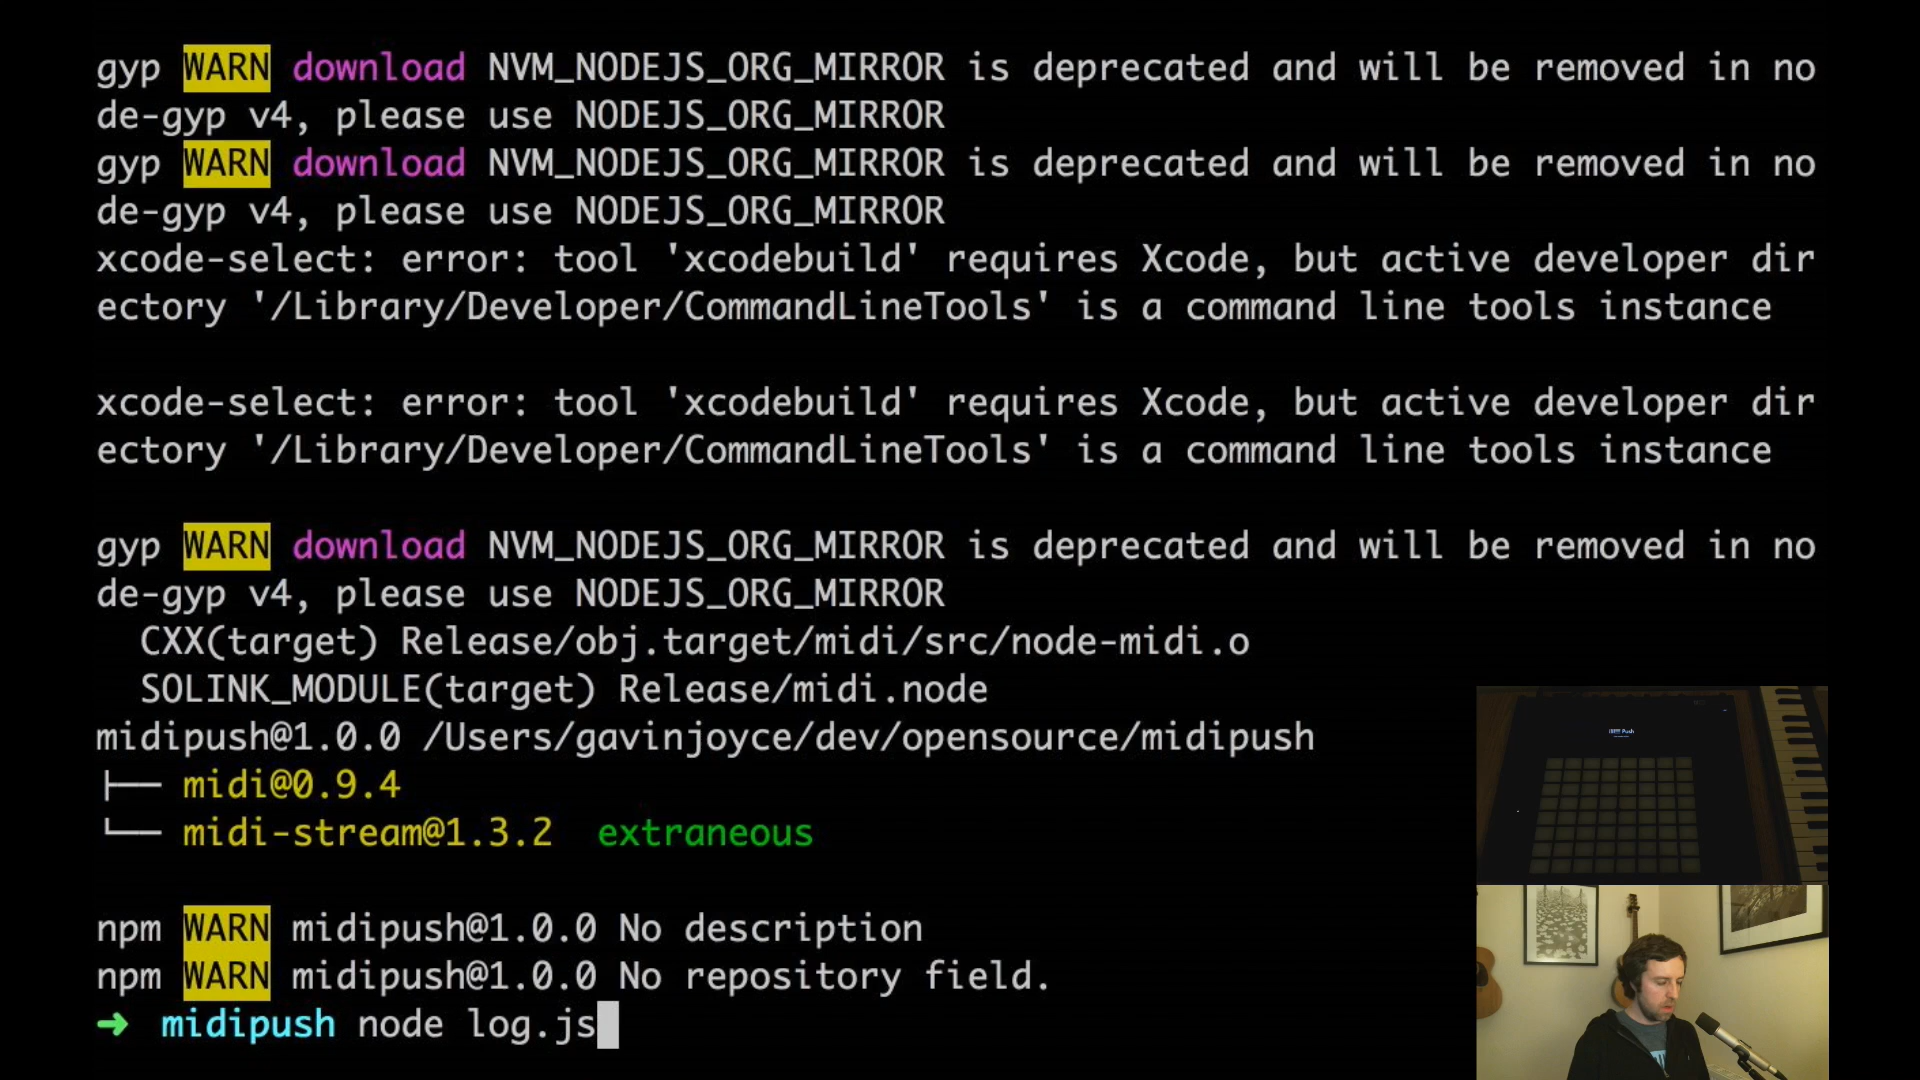 gyp WARN download NVM_NODEJS_ORG_MIRROR is deprecated and will be removed in no
de-gyp v4, please use NODEJS_ORG_MIRROR
gyp WARN download NVM_NODEJS_ORG_MIRROR is deprecated and will be removed in no
de-gyp v4, please use NODEJS_ORG_MIRROR
xcode-select: error: tool 'xcodebuild' requires Xcode, but active developer dir
ectory '/Library/Developer/CommandLineTools' is a command line tools instance
xcode-select: error: tool 'xcodebuild' requires Xcode, but active developer dir
ectory '/Library/Developer/CommandLineTools' is a command line tools instance
gyp WARN download NVM_NODEJS_ORG_MIRROR is deprecated and will be removed in no
de-gyp v4, please use NODEJS_ORG_MIRROR
  CXX(target) Release/obj.target/midi/src/node-midi.o
  SOLINK_MODULE(target) Release/midi.node
midipush@1.0.0 /Users/gavinjoyce/dev/opensource/midipush
├── midi@0.9.4
└── midi-stream@1.3.2  extraneous
npm WARN midipush@1.0.0 No description
npm WARN midipush@1.0.0 No repository field.
➜  midipush node log.js
Push